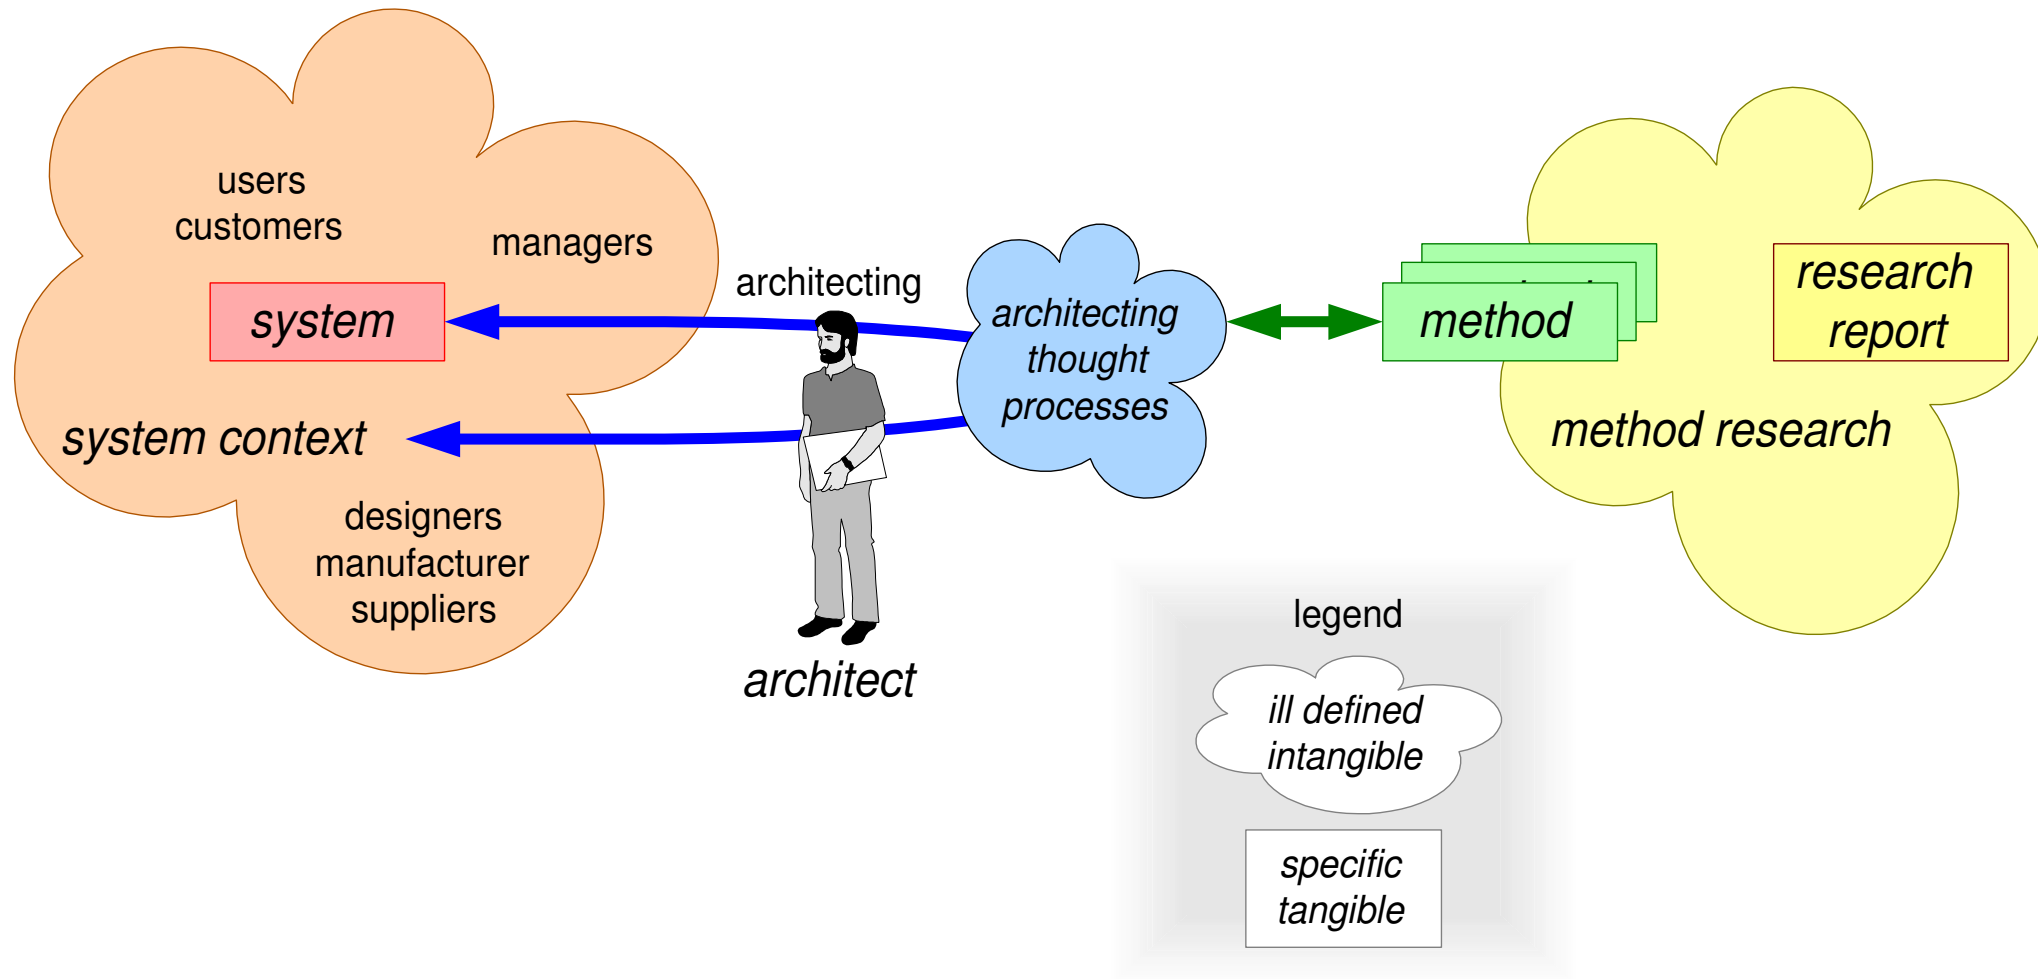 users
customers
managers
system
system context
designers
manufacturer
suppliers
architecting
architect
architecting
thought
processes
method
research
report
method research
legend
ill defined
intangible
specific
tangible